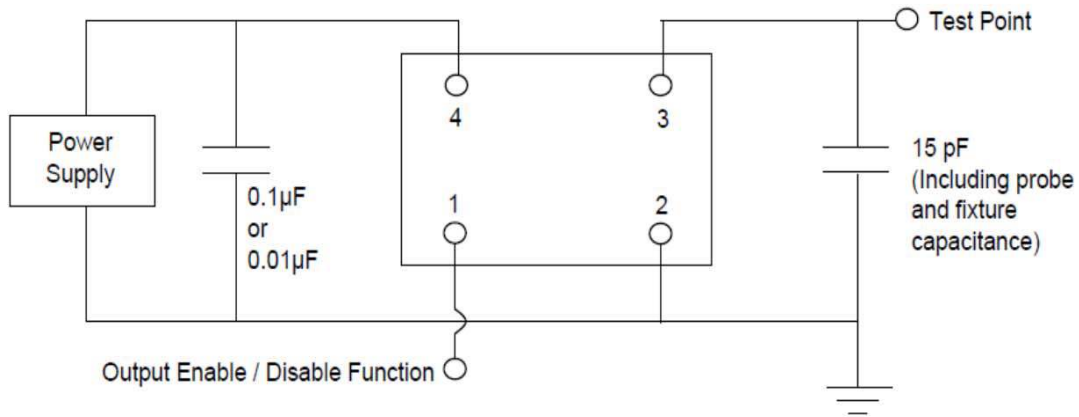 Test Point
4
3
Power
Supply
0.1µF
or
0.01µF
1
2
15 pF
(Including probe
and fixture
capacitance)
Output Enable / Disable Function